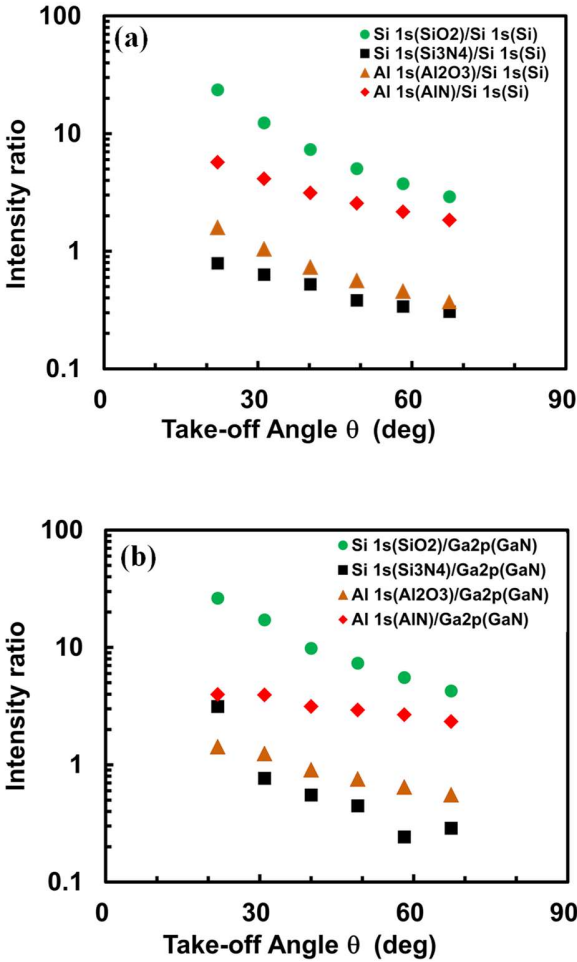 100
(a)
Si 1s(SiO2)/Si 1s(Si)
Si 1s(Si3N4)/Si 1s(Si)
Al 1s(Al2O3)/Si 1s(Si)
Al 1s(AlN)/Si 1s(Si)
10
1
0.1
Intensity ratio
0 30 60 90
Take-off Angle θ (deg)
100
(b)
Si 1s(SiO2)/Ga2p(GaN)
Si 1s(Si3N4)/Ga2p(GaN)
Al 1s(Al2O3)/Ga2p(GaN)
Al 1s(AlN)/Ga2p(GaN)
10
1
0.1
Intensity ratio
0 30 60 90
Take-off Angle θ (deg)